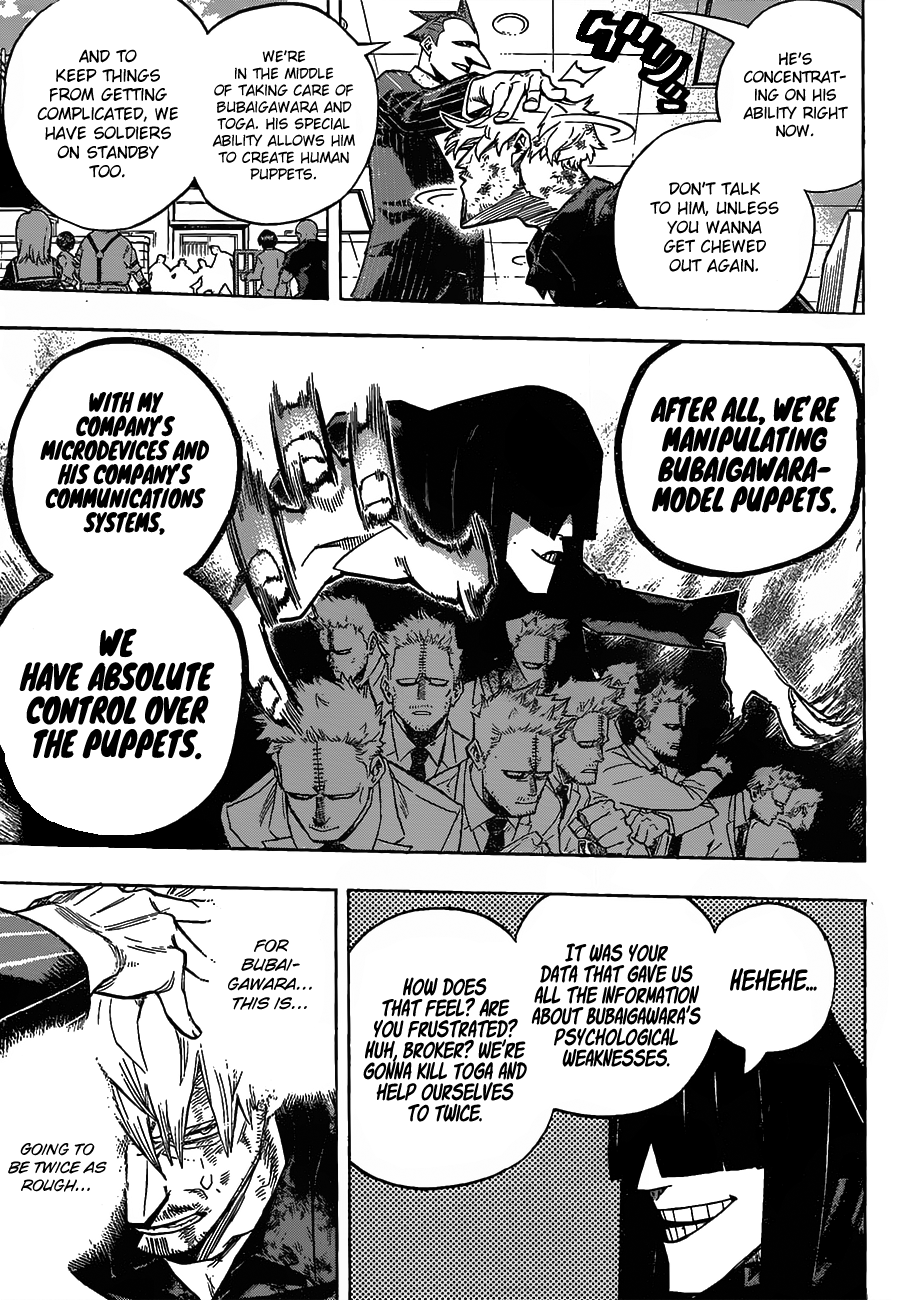 HE'S
CONCENTRAT-
ING ON HIS
ABILITY RIGHT
NOW.
DON'T TALK
TO HIM, UNLESS
YOU WANNA
GET CHEWED
OUT AGAIN.
WE'RE
IN THE MIDDLE
OF TAKING CARE OF
BUBAIGAWARA AND
TOGA. HIS SPECIAL
ABILITY ALLOWS HIM
TO CREATE HUMAN
PUPPETS.
AND TO
KEEP THINGS
FROM GETTING
COMPLICATED, WE
HAVE SOLDIERS
ON STANDBY
TOO.
AFTER ALL, WE'RE
MANIPULATING
BUBAIGAWARA-
MODEL PUPPETS.
WITH MY
COMPANY'S
MICRODEVICES AND
HIS COMPANY'S
COMMUNICATIONS
SYSTEMS,
WE
HAVE ABSOLUTE
CONTROL OVER
THE PUPPETS.
HEHEHE...
IT WAS YOUR
DATA THAT GAVE US
ALL THE INFORMATION
ABOUT BUBAIGAWARA'S
PSYCHOLOGICAL
WEAKNESSES.
HOW DOES
THAT FEEL? ARE
YOU FRUSTRATED?
HUH, BROKER? WE'RE
GONNA KILL TOGA AND
HELP OURSELVES
TO TWICE.
FOR
BUBAI-
GAWARA...
THIS IS...
GOING TO
BE TWICE AS
ROUGH...